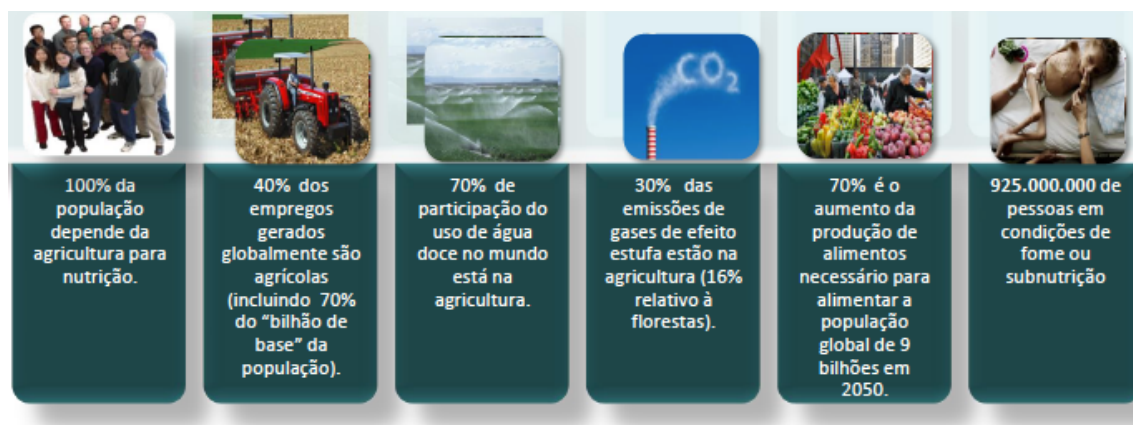 CO2
100% da
população
depende da
agricultura para
nutrição.
40% dos
empregos
gerados
globalmente são
agrícolas
(incluindo 70%
do “bilhão de
base” da
população).
70% de
participação do
uso de água
doce no mundo
está na
agricultura.
30% das
emissões de
gases de efeito
estufa estão na
agricultura (16%
relativo à
florestas).
70% é o
aumento da
produção de
alimentos
necessário para
alimentar a
população
global de 9
bilhões em
2050.
925.000.000 de
pessoas em
condições de
fome ou
subnutrição